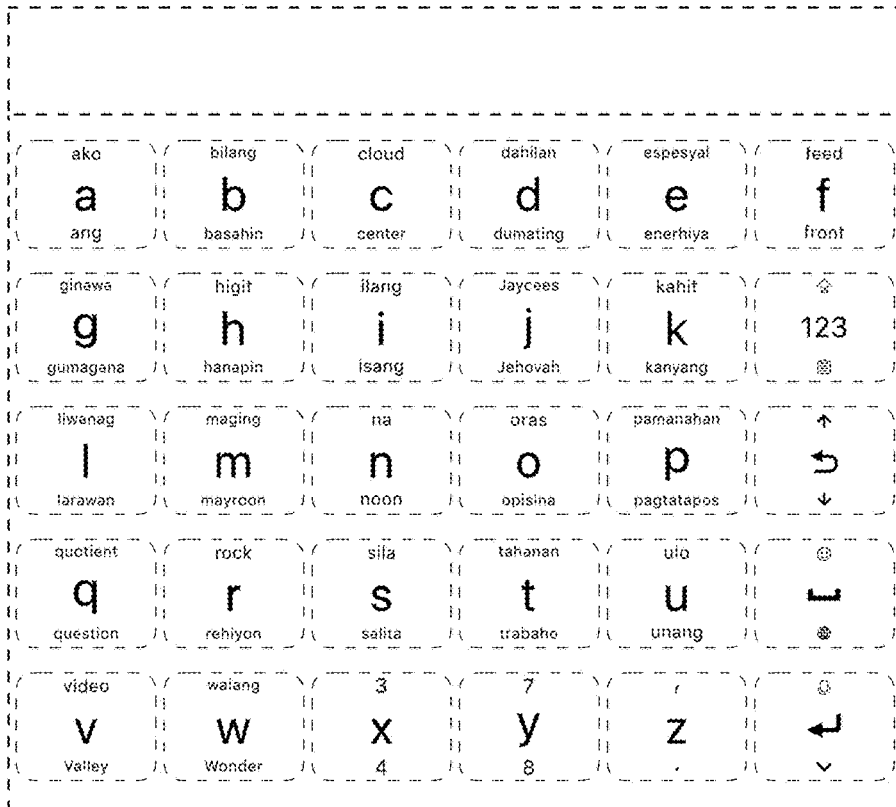 ako bilang cloud dahilan espesyal feed
a b c d e f
ang basahin center dumating enerhiya front
ginawa higit ilang Jaycees kahit
g h i j k 123
gumagana hanapin isang Jehovah kanyang
liwanag maging na oras pamanahan
l m n o p
larawan mayroon noon opisina pagtatapos
quotient rock sila tahanan ulo
q r s t u
question rehiyon salita trabaho unang
video walang 3 7 ,
v w x y z
Valley Wonder 4 8 .